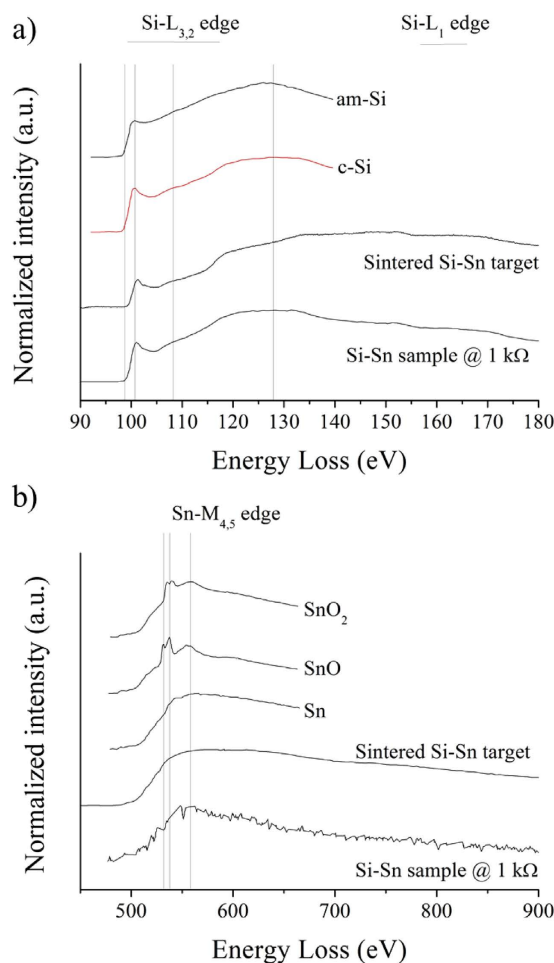 a)
Si-L3,2 edge
Si-L1 edge
am-Si
c-Si
Sintered Si-Sn target
Si-Sn sample @ 1 kΩ
Normalized intensity (a.u.)
90 100 110 120 130 140 150 160 170 180
Energy Loss (eV)
b)
Sn-M4,5 edge
SnO2
SnO
Sn
Sintered Si-Sn target
Si-Sn sample @ 1 kΩ
Normalized intensity (a.u.)
500 600 700 800 900
Energy Loss (eV)